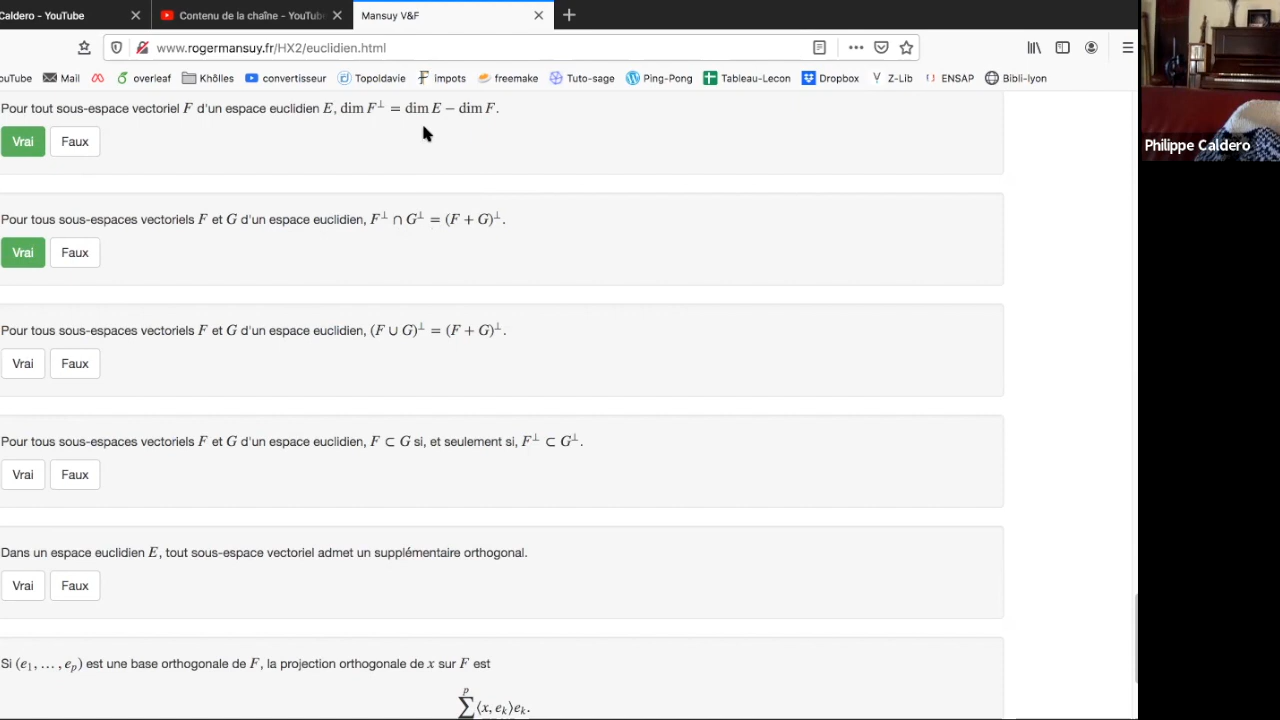 Caldero - YouTube
Contenu de la chaîne - YouTube
Mansuy V&F
www.rogermansuy.fr/HX2/euclidien.html
ouTube Mail overleaf Khôlles convertisseur Topoldavie Impots freemake Tuto-sage Ping-Pong Tableau-Lecon Dropbox Z-Lib ENSAP Bibli-lyon
Pour tout sous-espace vectoriel F d'un espace euclidien E, dim F⊥ = dim E − dim F.
Vrai Faux
Pour tous sous-espaces vectoriels F et G d'un espace euclidien, F⊥ ∩ G⊥ = (F + G)⊥.
Vrai Faux
Pour tous sous-espaces vectoriels F et G d'un espace euclidien, (F ∪ G)⊥ = (F + G)⊥.
Vrai Faux
Pour tous sous-espaces vectoriels F et G d'un espace euclidien, F ⊂ G si, et seulement si, F⊥ ⊂ G⊥.
Vrai Faux
Dans un espace euclidien E, tout sous-espace vectoriel admet un supplémentaire orthogonal.
Vrai Faux
Si (e₁, … , eₚ) est une base orthogonale de F, la projection orthogonale de x sur F est
p
∑⟨x, eₖ⟩eₖ.
Philippe Caldero